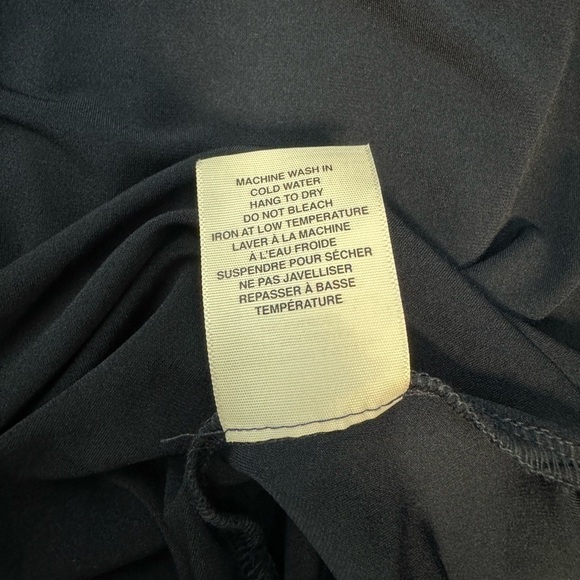 MACHINE WASH IN
COLD WATER
HANG TO DRY
DO NOT BLEACH
IRON AT LOW TEMPERATURE
LAVER À LA MACHINE
À L'EAU FROIDE
SUSPENDRE POUR SÉCHER
NE PAS JAVELLISER
REPASSER À BASSE
TEMPÉRATURE